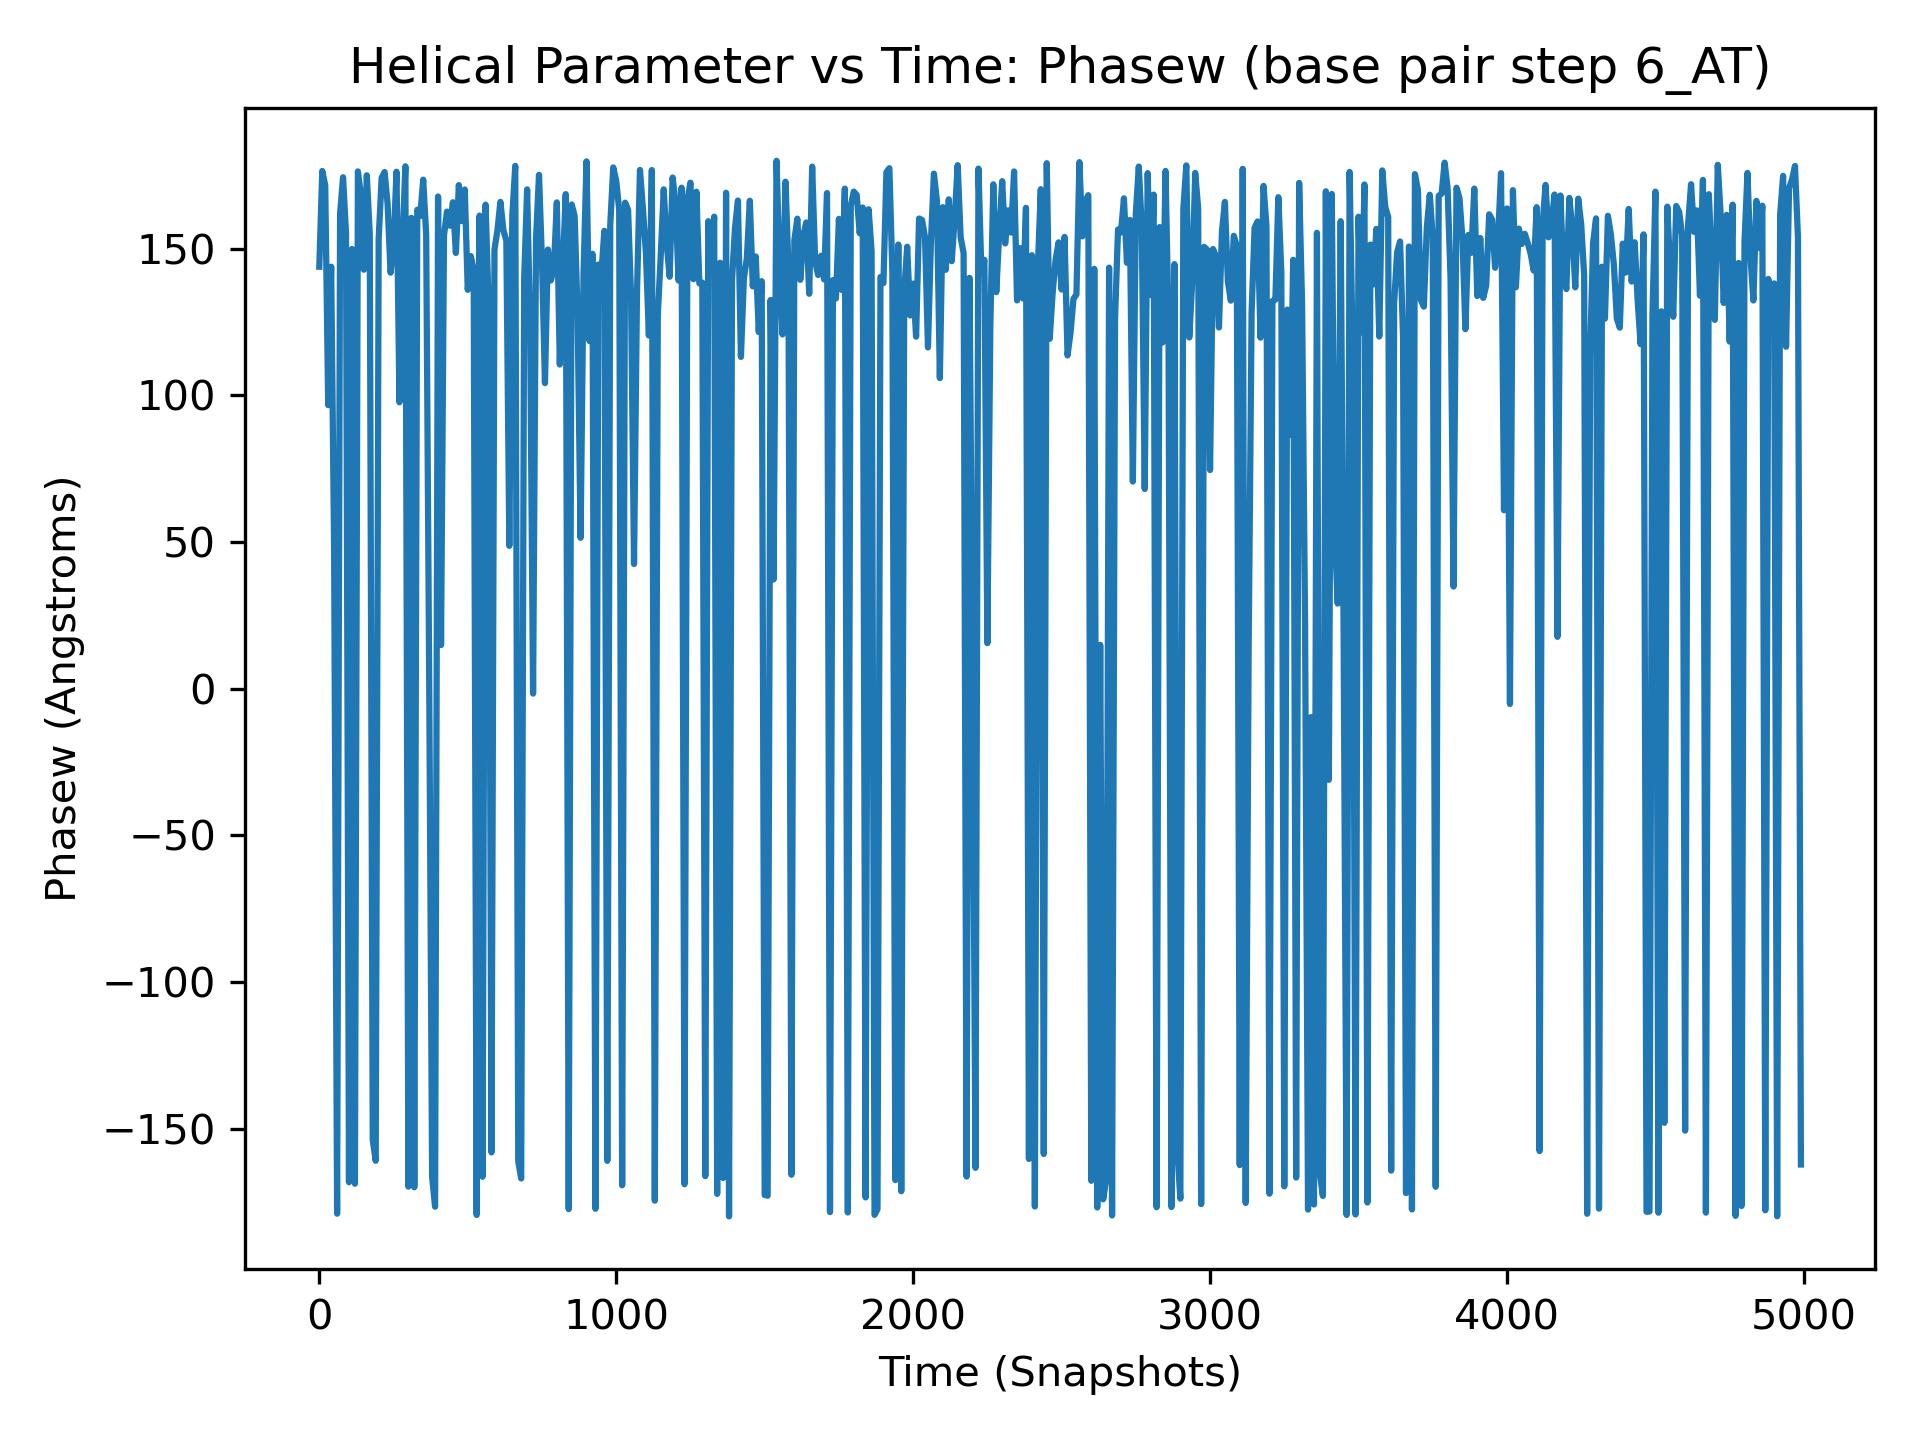 Helical Parameter vs Time: Phasew (base pair step 6_AT)
Phasew (Angstroms)
150
100
50
0
−50
−100
−150
0 1000 2000 3000 4000 5000
Time (Snapshots)